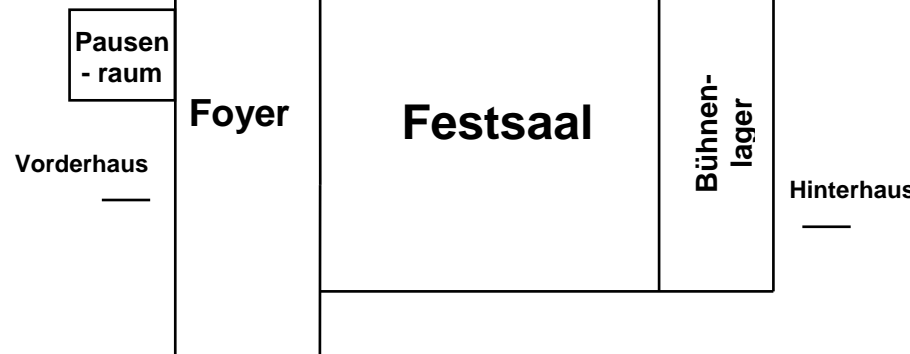 Pausen
- raum
Foyer
Festsaal
Bühnen-
lager
Vorderhaus
Hinterhaus